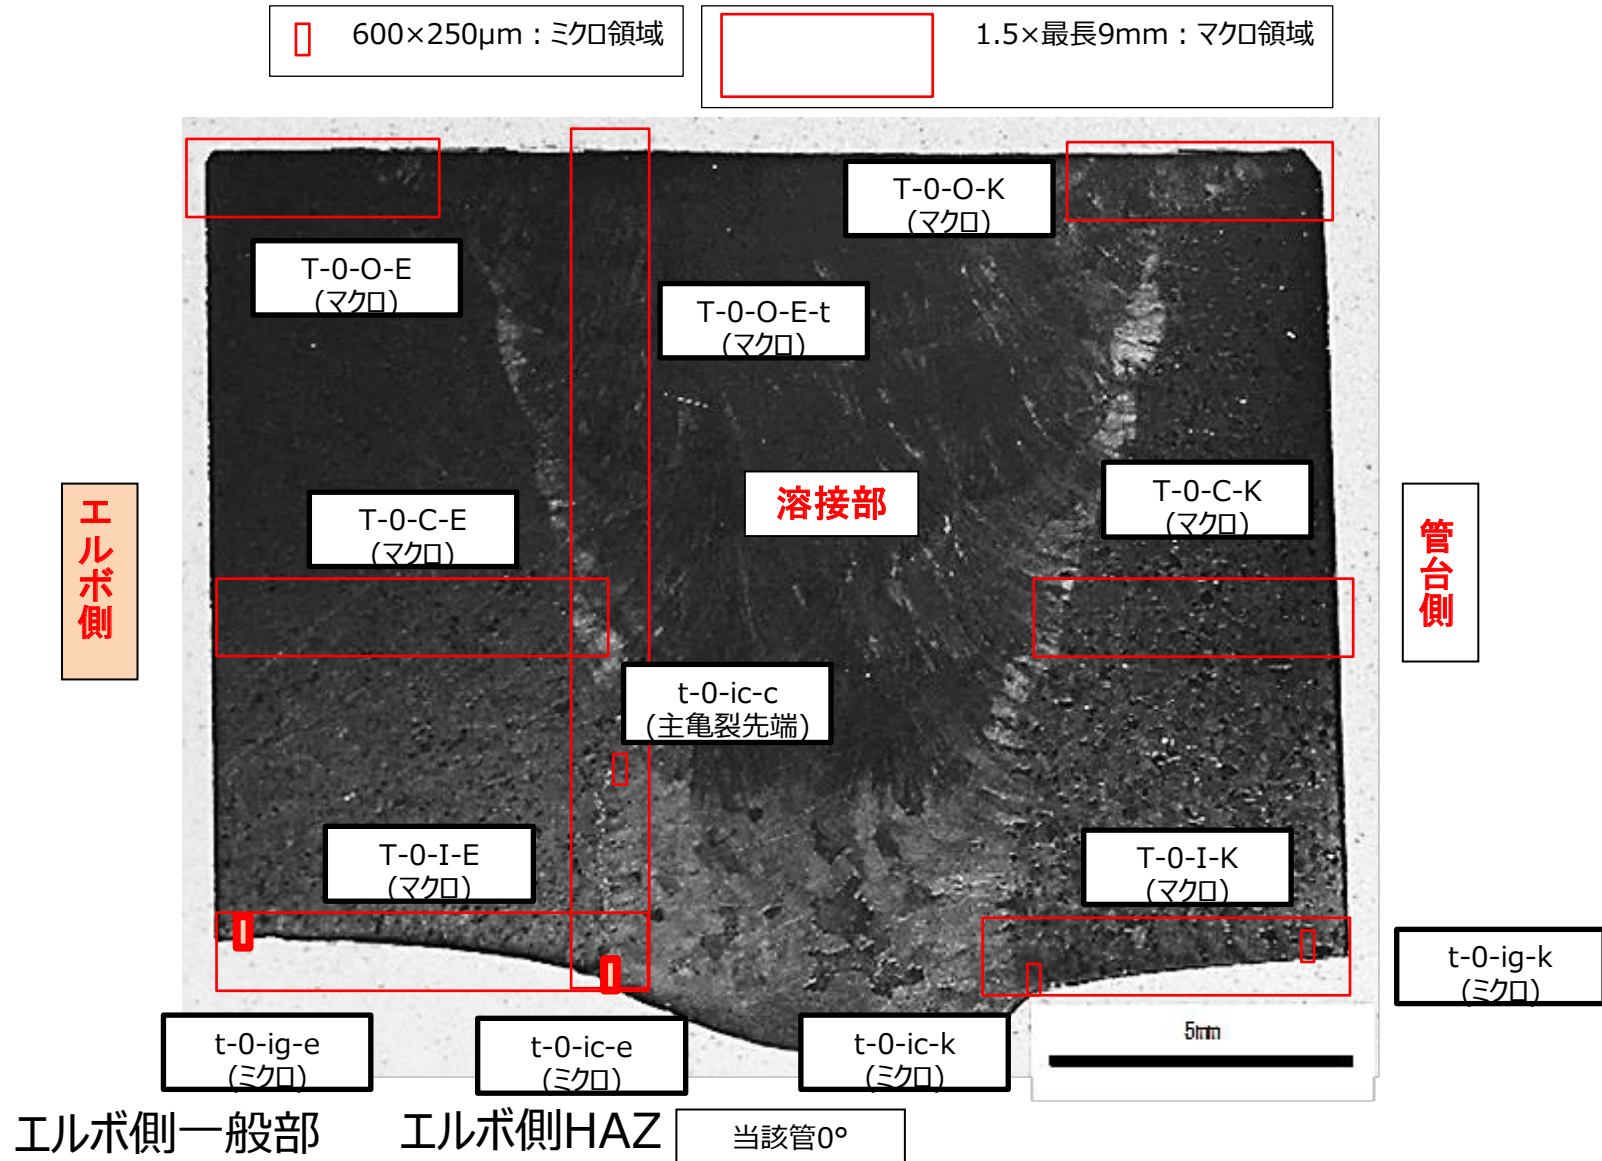 600×250μm：ミクロ領域
1.5×最長9mm：マクロ領域
T-0-O-K
(マクロ)
T-0-O-E
(マクロ)
T-0-O-E-t
(マクロ)
溶接部
T-0-C-E
(マクロ)
T-0-C-K
(マクロ)
エルボ側
管台側
t-0-ic-c
(主亀裂先端)
T-0-I-E
(マクロ)
T-0-I-K
(マクロ)
t-0-ig-k
(ミクロ)
5mm
t-0-ig-e
(ミクロ)
t-0-ic-e
(ミクロ)
t-0-ic-k
(ミクロ)
エルボ側一般部
エルボ側HAZ
当該管0°